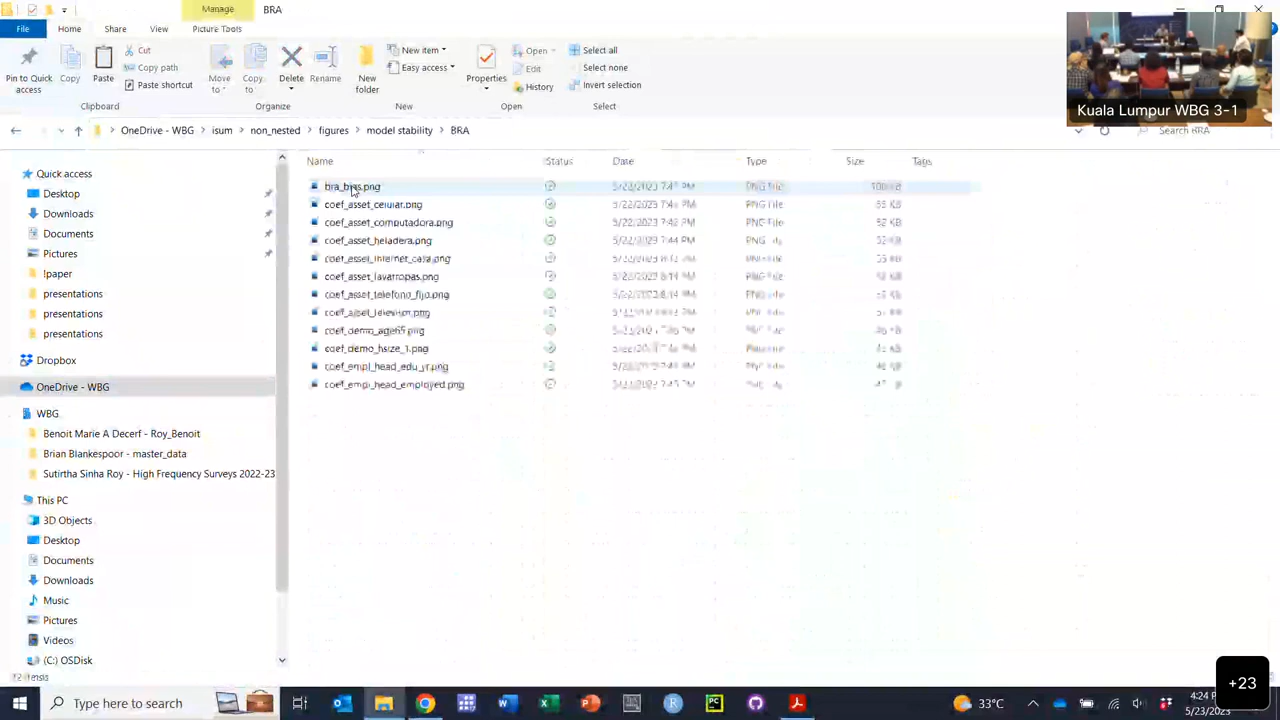 Manage BRA
File Home Share View Picture Tools
Pin to Quick access
Copy
Paste
Cut
Copy path
Paste shortcut
Move to
Copy to
Delete
Rename
New folder
New item
Easy access
Properties
Open
Edit
History
Select all
Select none
Invert selection
Clipboard Organize New Open Select
OneDrive - WBG > isum > non_nested > figures > model stability > BRA
Search BRA
Kuala Lumpur WBG 3-1
Quick access
Desktop
Downloads
Documents
Pictures
!paper
presentations
presentations
presentations
Dropbox
OneDrive - WBG
WBG
Benoit Marie A Decerf - Roy_Benoit
Brian Blankespoor - master_data
Sutirtha Sinha Roy - High Frequency Surveys 2022-23
This PC
3D Objects
Desktop
Documents
Downloads
Music
Pictures
Videos
(C:) OSDisk
Name Status Date Type Size Tags
coef_asset_celular.png
coef_asset_computadora.png
coef_asset_heladera.png
coef_asset_internet_casa.png
coef_asset_lavarropas.png
coef_asset_telefono_fijo.png
coef_demo_hsize_1.png
coef_empl_head_edu_yr.png
coef_empl_head_employed.png
+23
Type here to search
33°C
4:24 P
5/23/2023